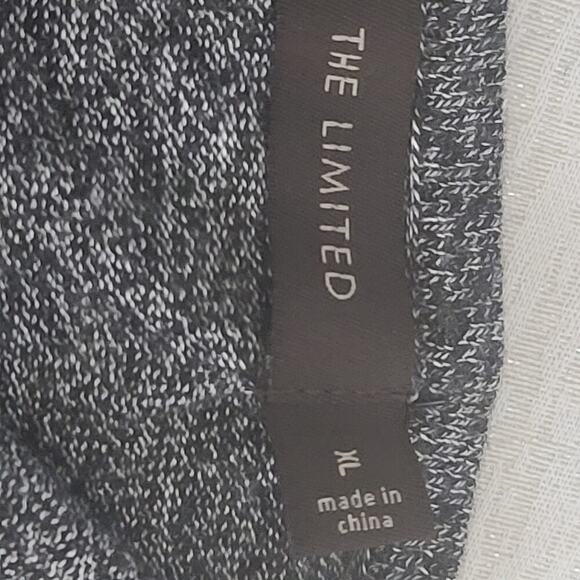 THE LIMITED
XL
made in
china